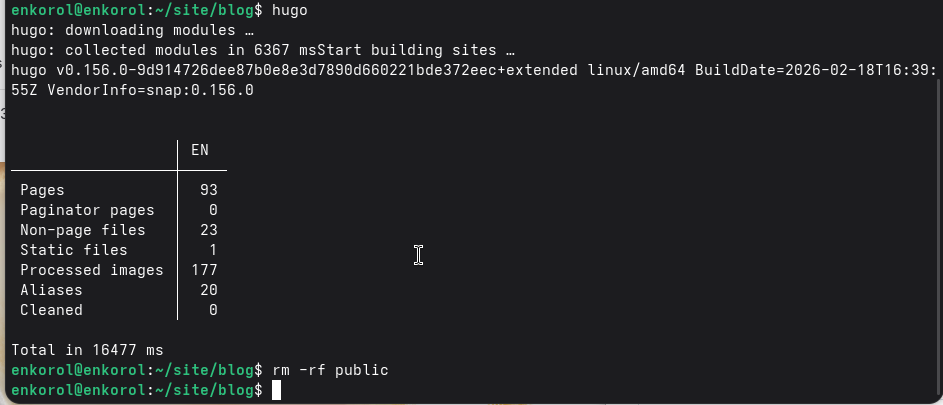 enkorol@enkorol:~/site/blog$ hugo
hugo: downloading modules …
hugo: collected modules in 6367 msStart building sites …
hugo v0.156.0-9d914726dee87b0e8e3d7890d660221bde372eec+extended linux/amd64 BuildDate=2026-02-18T16:39:
55Z VendorInfo=snap:0.156.0
EN
Pages 93
Paginator pages 0
Non-page files 23
Static files 1
Processed images 177
Aliases 20
Cleaned 0
Total in 16477 ms
enkorol@enkorol:~/site/blog$ rm -rf public
enkorol@enkorol:~/site/blog$